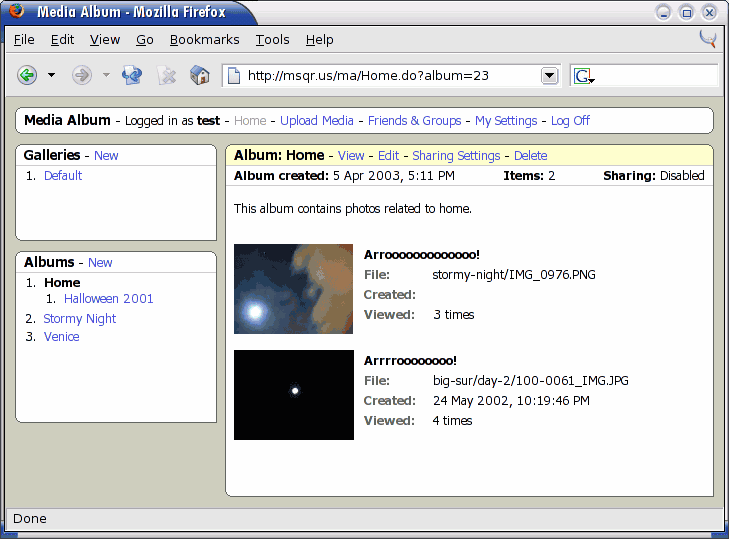 Media Album - Mozilla Firefox
File Edit View Go Bookmarks Tools Help
http://msqr.us/ma/Home.do?album=23
G
Media Album - Logged in as test - Home - Upload Media - Friends & Groups - My Settings - Log Off
Galleries - New
1. Default
Albums - New
1. Home
1. Halloween 2001
2. Stormy Night
3. Venice
Album: Home - View - Edit - Sharing Settings - Delete
Album created: 5 Apr 2003, 5:11 PM Items: 2 Sharing: Disabled
This album contains photos related to home.
Arrooooooooooooo!
File: stormy-night/IMG_0976.PNG
Created:
Viewed: 3 times
Arrrroooooooo!
File: big-sur/day-2/100-0061_IMG.JPG
Created: 24 May 2002, 10:19:46 PM
Viewed: 4 times
Done